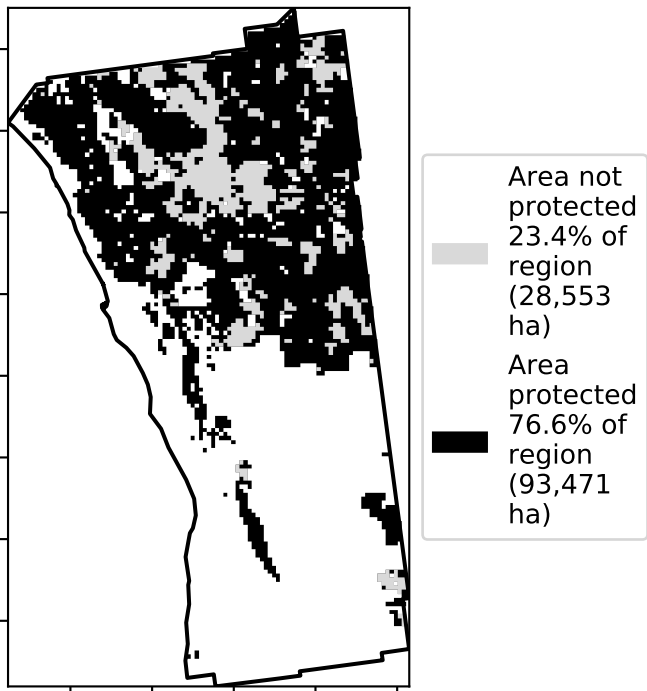 Area not
protected
23.4% of
region
(28,553
ha)
Area
protected
76.6% of
region
(93,471
ha)